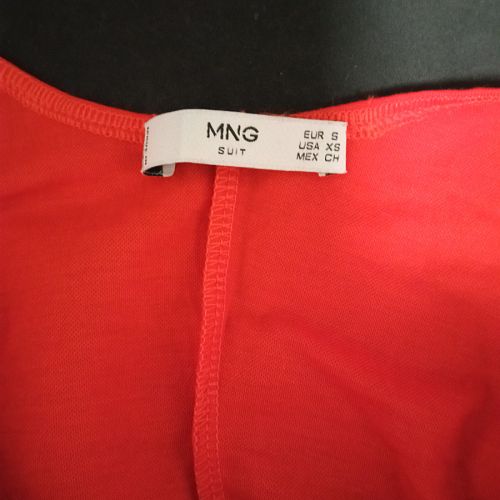 MNG
SUIT
EUR S
USA XS
MEX CH